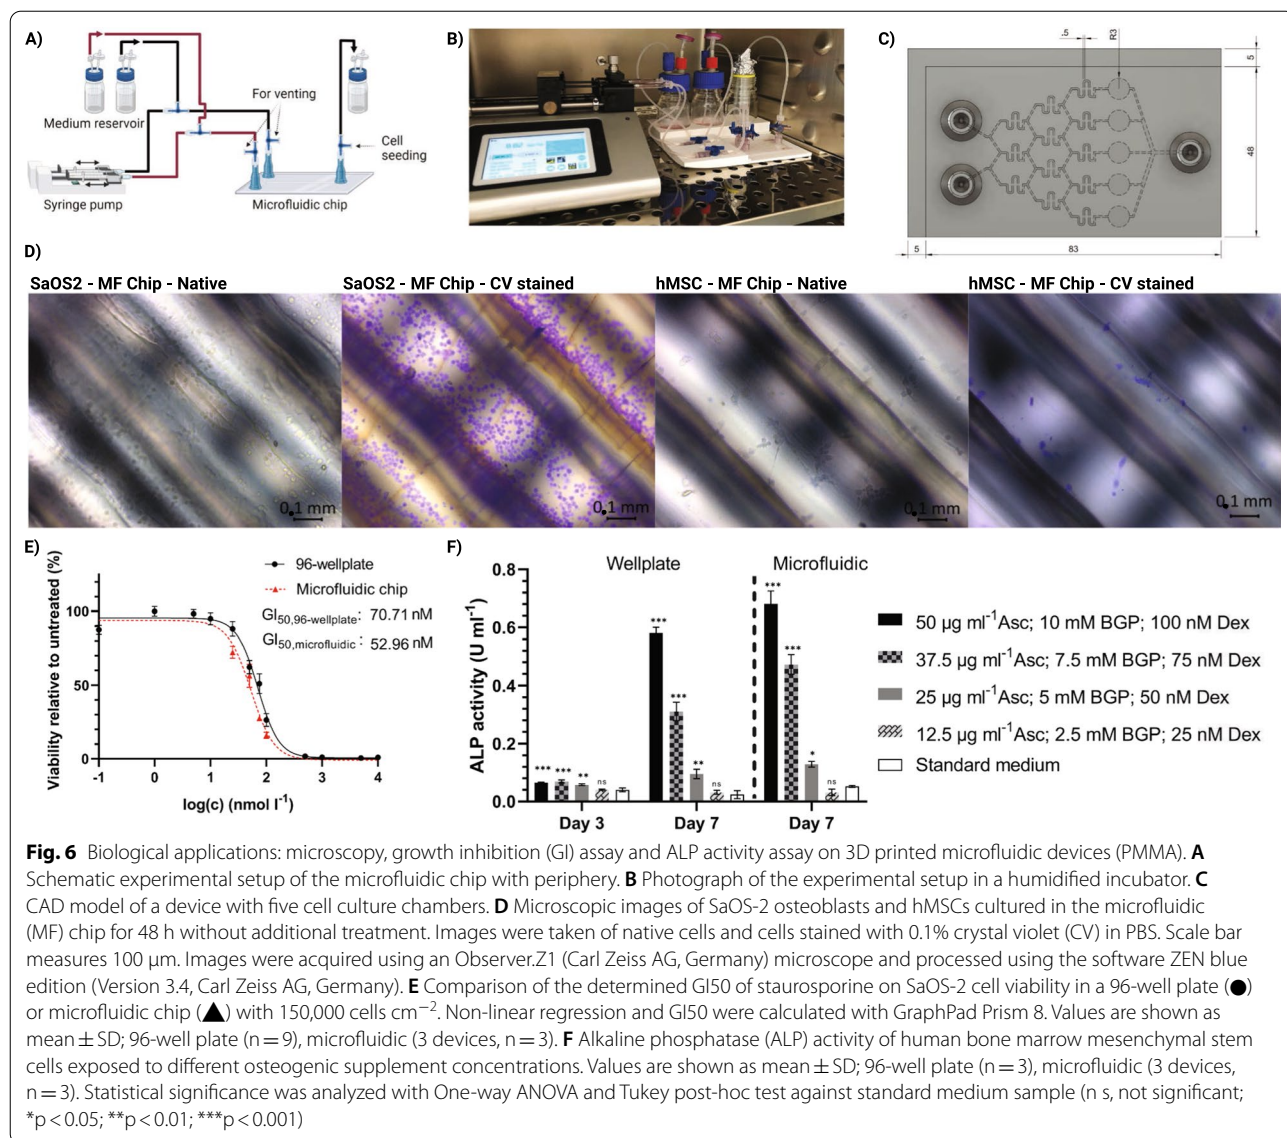 A)
For venting
Medium reservoir
Cell
seeding
Syringe pump
Microfluidic chip
B)
C)
.5
R3
5
48
5
83
D)
SaOS2 - MF Chip - Native
SaOS2 - MF Chip - CV stained
hMSC - MF Chip - Native
hMSC - MF Chip - CV stained
0.1 mm
0.1 mm
0.1 mm
0.1 mm
E)
Viability relative to untreated (%)
100
50
0
-1
0
1
2
3
4
log(c) (nmol l⁻¹)
96-wellplate
Microfluidic chip
GI50,96-wellplate: 70.71 nM
GI50,microfluidic: 52.96 nM
F)
Wellplate
Microfluidic
ALP activity (U ml⁻¹)
0.8
0.6
0.4
0.2
0.0
*** *** ** ns
*** *** ** ns
*** *** * ns
Day 3
Day 7
Day 7
50 µg ml⁻¹Asc; 10 mM BGP; 100 nM Dex
37.5 µg ml⁻¹Asc; 7.5 mM BGP; 75 nM Dex
25 µg ml⁻¹Asc; 5 mM BGP; 50 nM Dex
12.5 µg ml⁻¹Asc; 2.5 mM BGP; 25 nM Dex
Standard medium
Fig. 6 Biological applications: microscopy, growth inhibition (GI) assay and ALP activity assay on 3D printed microfluidic devices (PMMA). A
Schematic experimental setup of the microfluidic chip with periphery. B Photograph of the experimental setup in a humidified incubator. C
CAD model of a device with five cell culture chambers. D Microscopic images of SaOS-2 osteoblasts and hMSCs cultured in the microfluidic
(MF) chip for 48 h without additional treatment. Images were taken of native cells and cells stained with 0.1% crystal violet (CV) in PBS. Scale bar
measures 100 µm. Images were acquired using an Observer.Z1 (Carl Zeiss AG, Germany) microscope and processed using the software ZEN blue
edition (Version 3.4, Carl Zeiss AG, Germany). E Comparison of the determined GI50 of staurosporine on SaOS-2 cell viability in a 96-well plate (●)
or microfluidic chip (▲) with 150,000 cells cm⁻². Non-linear regression and GI50 were calculated with GraphPad Prism 8. Values are shown as
mean ± SD; 96-well plate (n = 9), microfluidic (3 devices, n = 3). F Alkaline phosphatase (ALP) activity of human bone marrow mesenchymal stem
cells exposed to different osteogenic supplement concentrations. Values are shown as mean ± SD; 96-well plate (n = 3), microfluidic (3 devices,
n = 3). Statistical significance was analyzed with One-way ANOVA and Tukey post-hoc test against standard medium sample (n s, not significant;
*p < 0.05; **p < 0.01; ***p < 0.001)